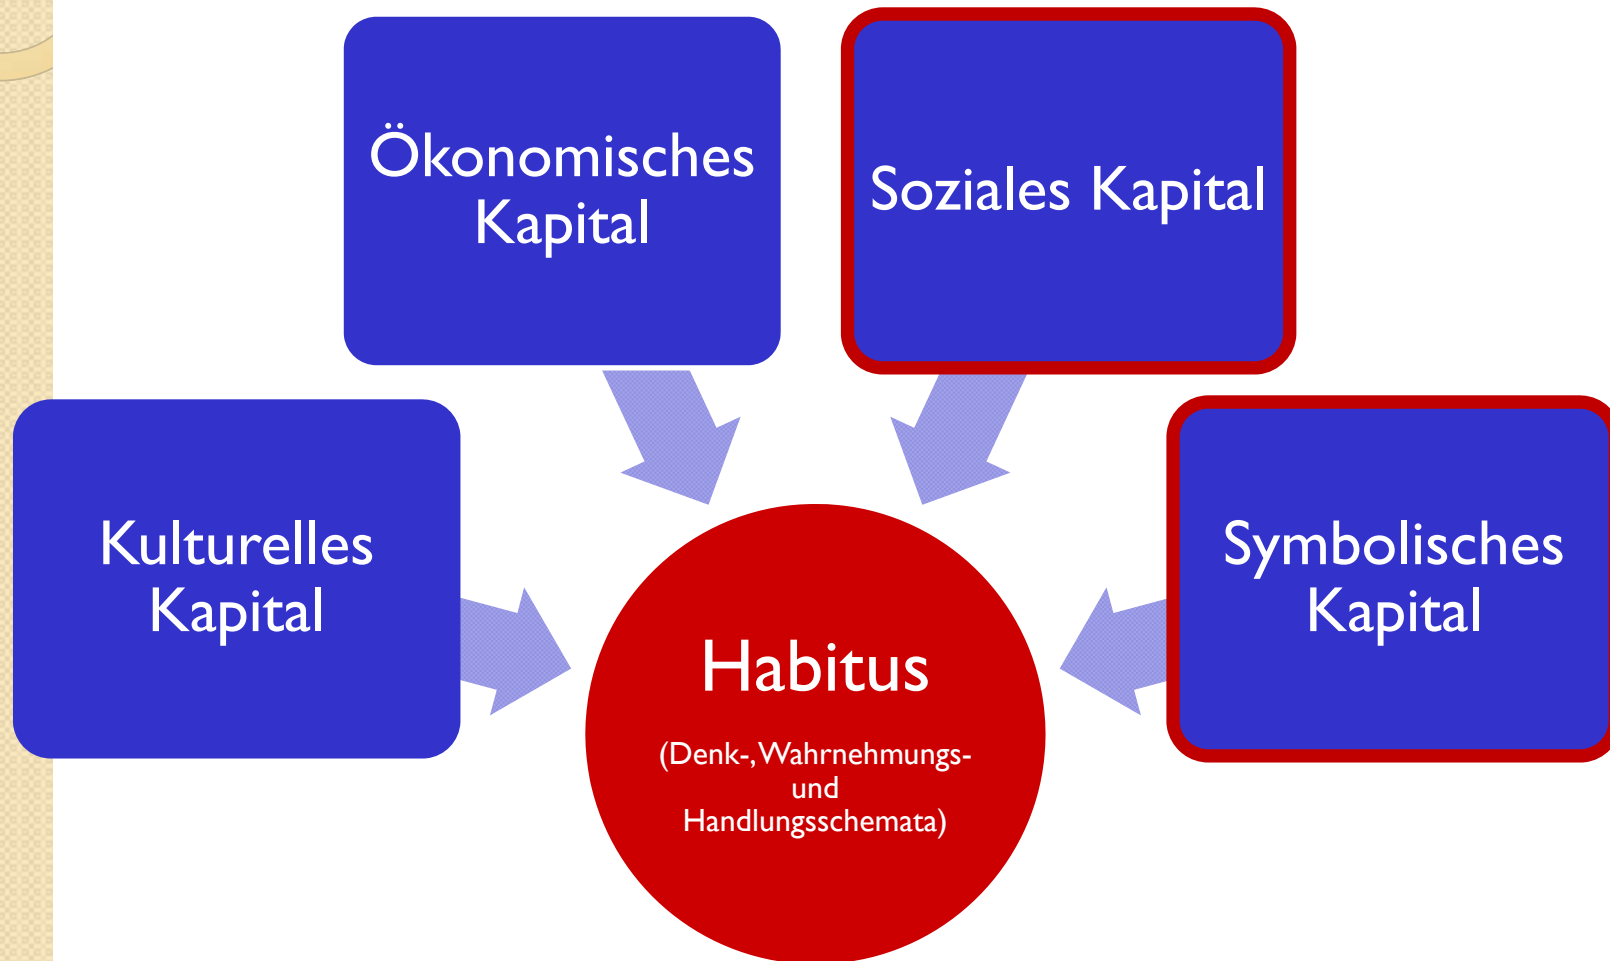 Ökonomisches
Kapital
Soziales Kapital
Kulturelles
Kapital
Symbolisches
Kapital
Habitus
(Denk-, Wahrnehmungs-
und
Handlungsschemata)